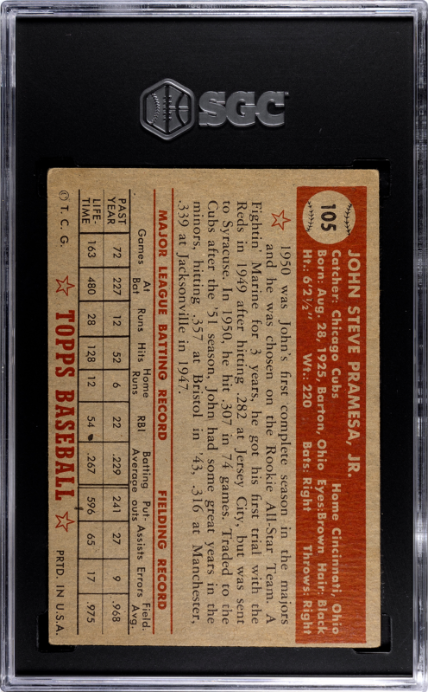 SGC
105
JOHN STEVE PRAMESA, JR.
Catcher: Chicago Cubs Home Cincinnati, Ohio
Born: Aug. 28, 1925, Barton, Ohio Eyes: Brown Hair: Black
Ht.: 6'2½" Wt.: 220 Bats: Right Throws: Right
1950 was John's first complete season in the majors
and he was chosen on the Rookie All-Star Team. A
Fightin' Marine for 3 years, he got his first trial with the
Reds in 1949 after hitting .282 at Jersey City, but was sent
to Syracuse. In 1950, he hit .307 in 74 games. Traded to the
Cubs after the '51 season, John had some great years in the
minors, hitting .357 at Bristol in '43, .316 at Manchester,
.339 at Jacksonville in 1947.
MAJOR LEAGUE BATTING RECORD FIELDING RECORD
Games At Bat Runs Hits Home Runs RBI Batting Average Put-outs Assists Errors Field. Avg.
PAST YEAR 72 227 12 52 6 22 .229 241 27 9 .968
LIFE-TIME 163 480 28 128 12 54 .267 596 65 17 .975
© T. C. G. TOPPS BASEBALL PRTD. IN U.S.A.